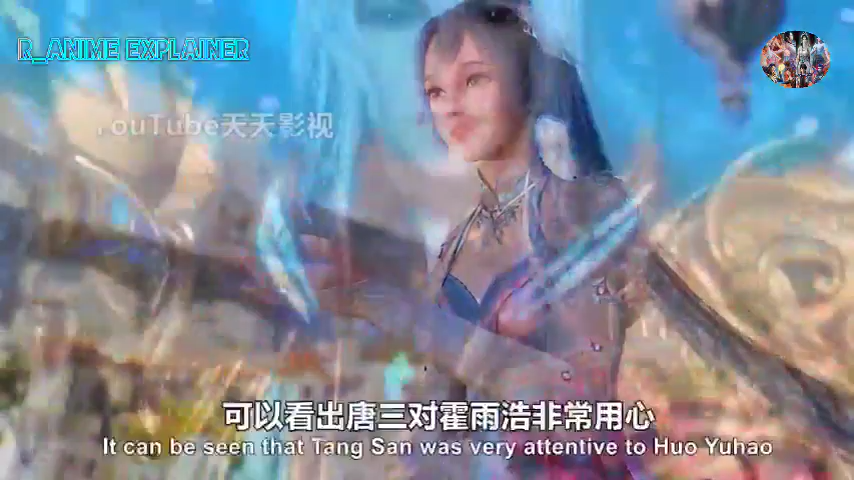 R_ANIME EXPLAINER
YouTube天天影视
可以看出唐三对霍雨浩非常用心
It can be seen that Tang San was very attentive to Huo Yuhao